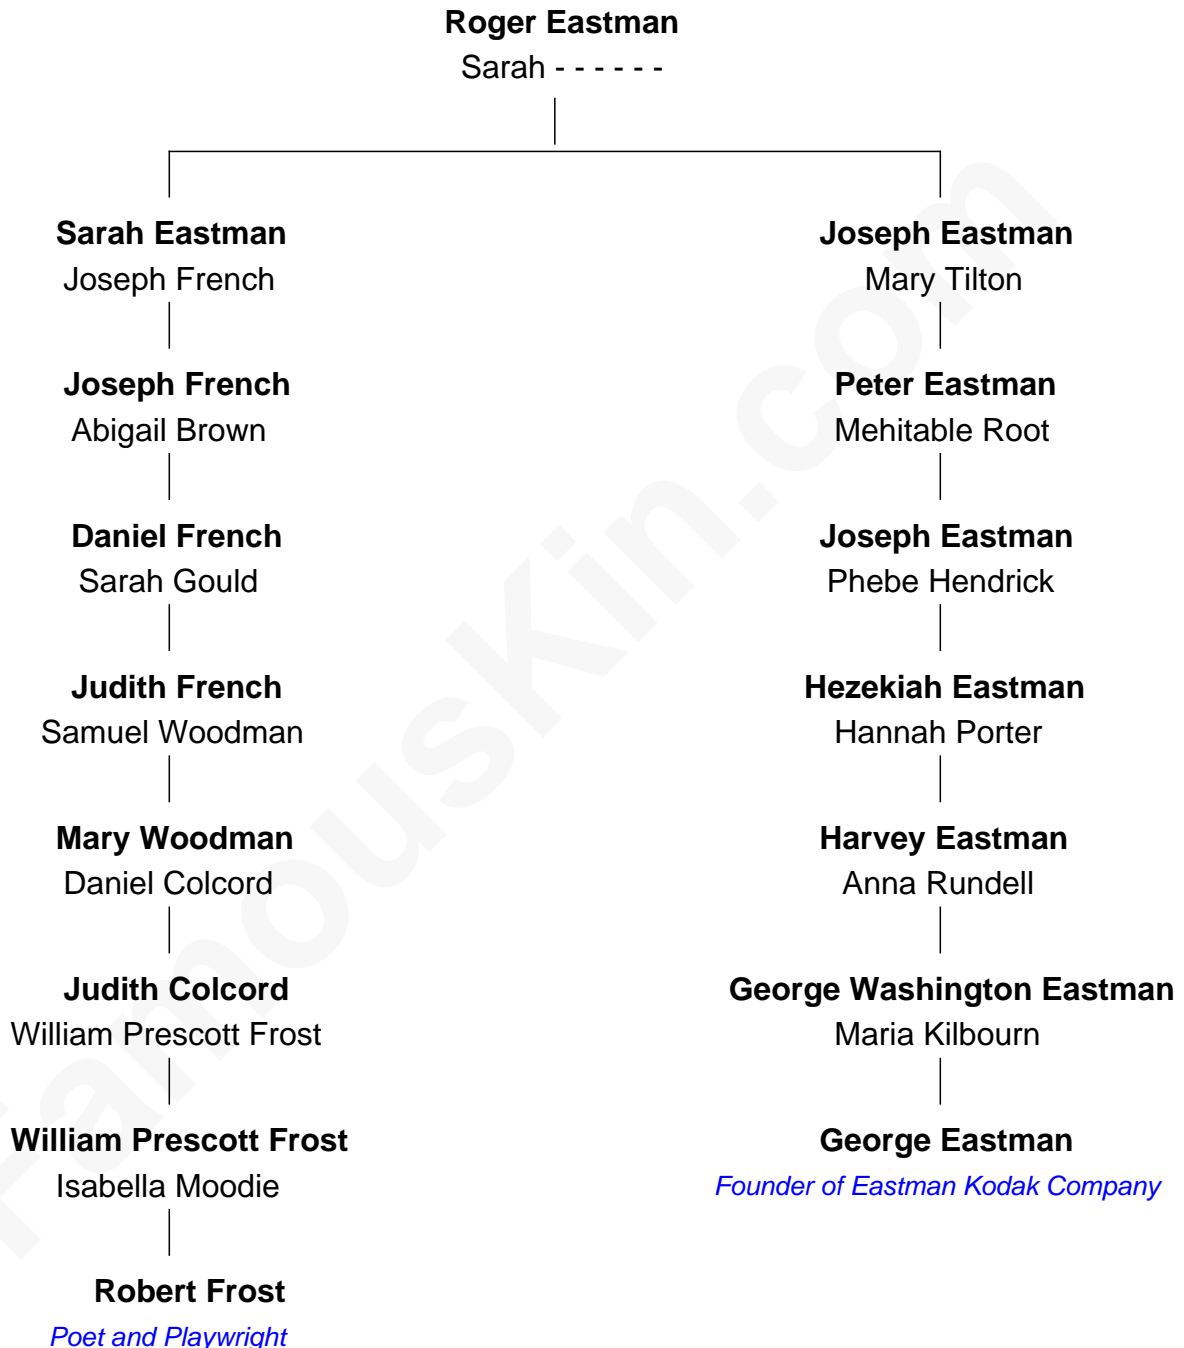 Roger Eastman
Sarah - - - - - -
Sarah Eastman
Joseph French
Joseph Eastman
Mary Tilton
Joseph French
Abigail Brown
Peter Eastman
Mehitable Root
Daniel French
Sarah Gould
Joseph Eastman
Phebe Hendrick
Judith French
Samuel Woodman
Hezekiah Eastman
Hannah Porter
Mary Woodman
Daniel Colcord
Harvey Eastman
Anna Rundell
Judith Colcord
William Prescott Frost
George Washington Eastman
Maria Kilbourn
William Prescott Frost
Isabella Moodie
George Eastman
Founder of Eastman Kodak Company
Robert Frost
Poet and Playwright
FamousKin.com